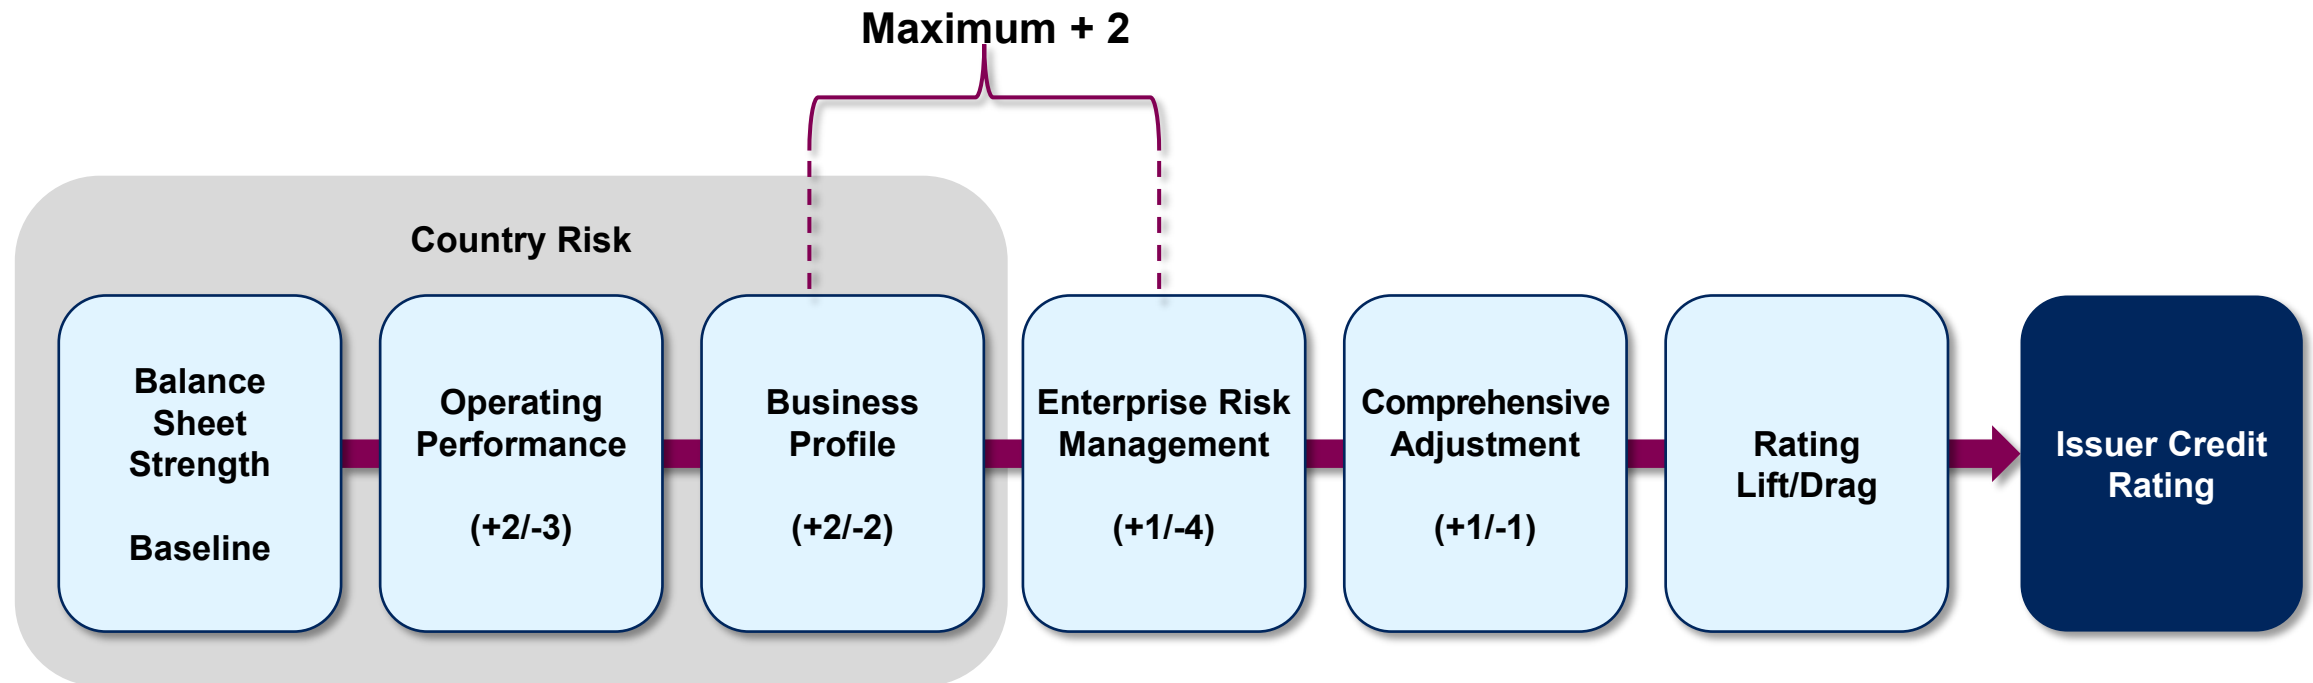 Maximum + 2
Country Risk
Balance
Sheet
Strength
Baseline
Operating
Performance
(+2/-3)
Business
Profile
(+2/-2)
Enterprise Risk
Management
(+1/-4)
Comprehensive
Adjustment
(+1/-1)
Rating
Lift/Drag
Issuer Credit
Rating